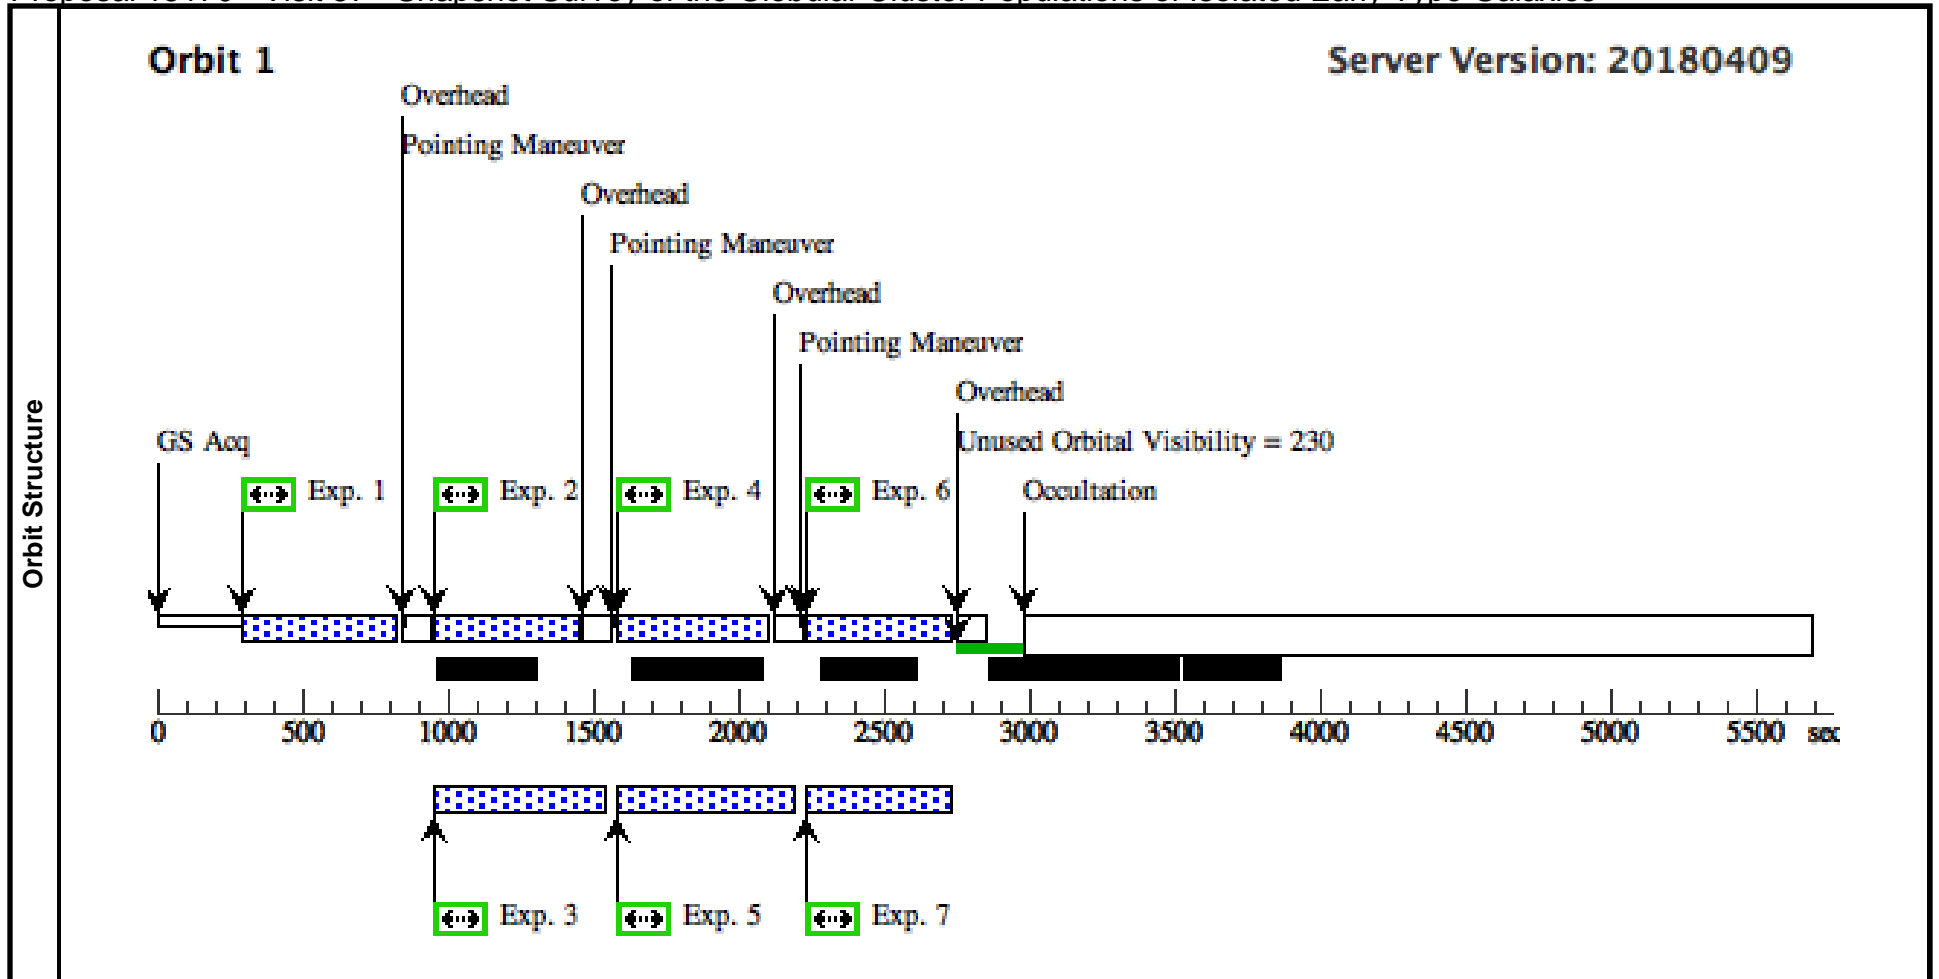 Orbit 1
Server Version: 20180409
Overhead
Pointing Maneuver
Overhead
Pointing Maneuver
Overhead
Pointing Maneuver
Overhead
GS Acq
Unused Orbital Visibility = 230
Exp. 1
Exp. 2
Exp. 4
Exp. 6
Occultation
Orbit Structure
0 500 1000 1500 2000 2500 3000 3500 4000 4500 5000 5500 sec
Exp. 3
Exp. 5
Exp. 7